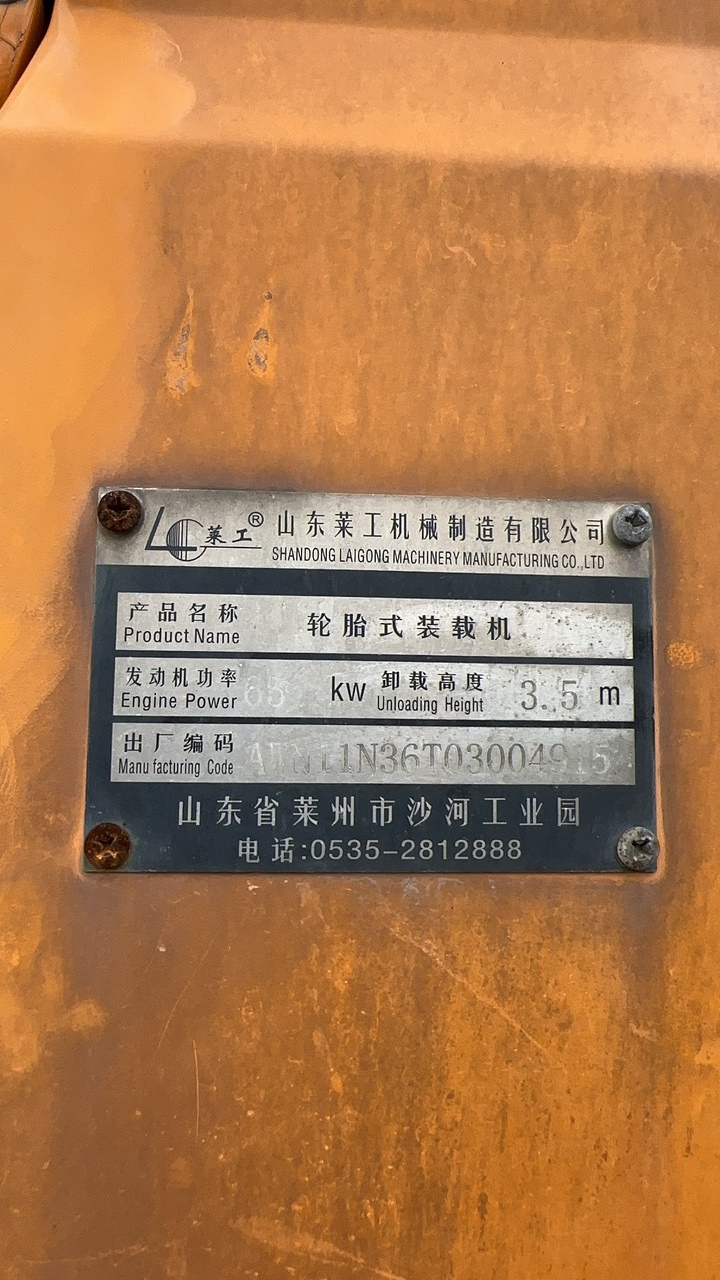 莱工® 山东莱工机械制造有限公司
SHANDONG LAIGONG MACHINERY MANUFACTURING CO.,LTD
产品名称 轮胎式装载机
Product Name
发动机功率 65 kw 卸载高度 3.5 m
Engine Power Unloading Height
出厂编码
Manufacturing Code
山东省莱州市沙河工业园
电话:0535-2812888